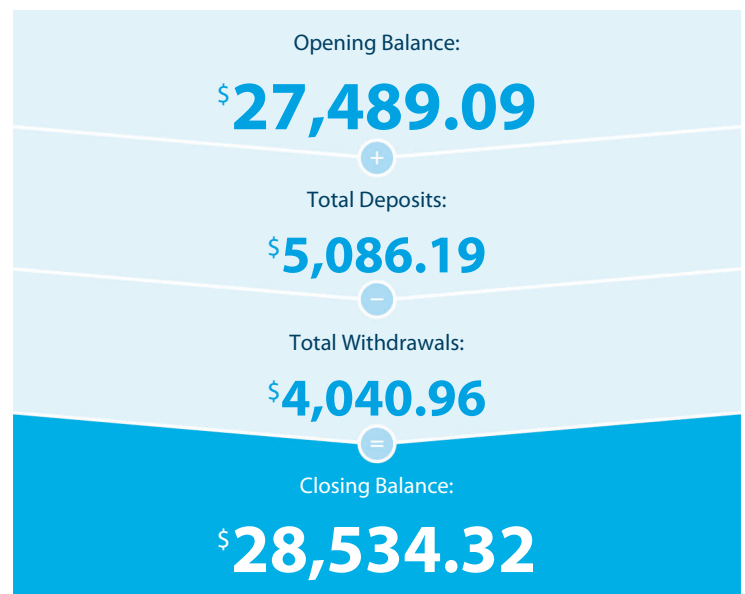 Opening Balance:
$27,489.09
+
Total Deposits:
$5,086.19
−
Total Withdrawals:
$4,040.96
=
Closing Balance:
$28,534.32